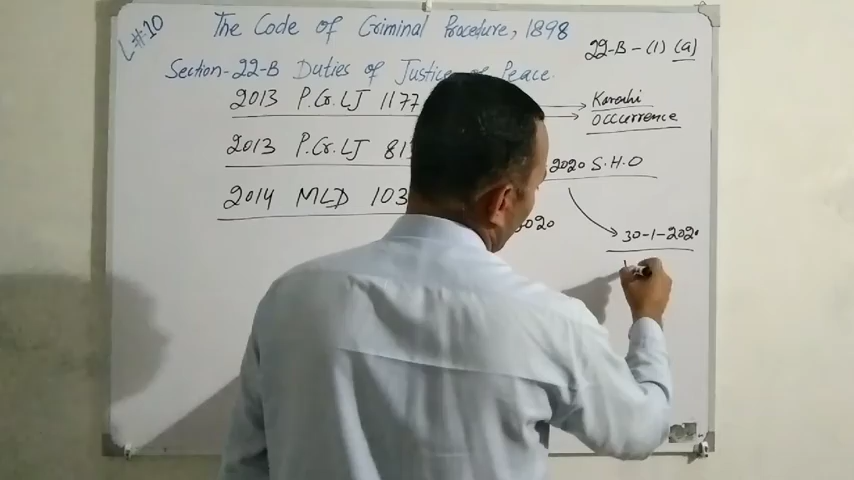 L#10
The Code of Criminal Procedure, 1898
22-B-(1) (a)
Section-22-B Duties of Justice of Peace.
2013 P.Cr.LJ 1177
Karachi
Occurrence
2013 P.Cr.LJ 81
2020 S.H.O
2014 MLD 103
2020
30-1-2020